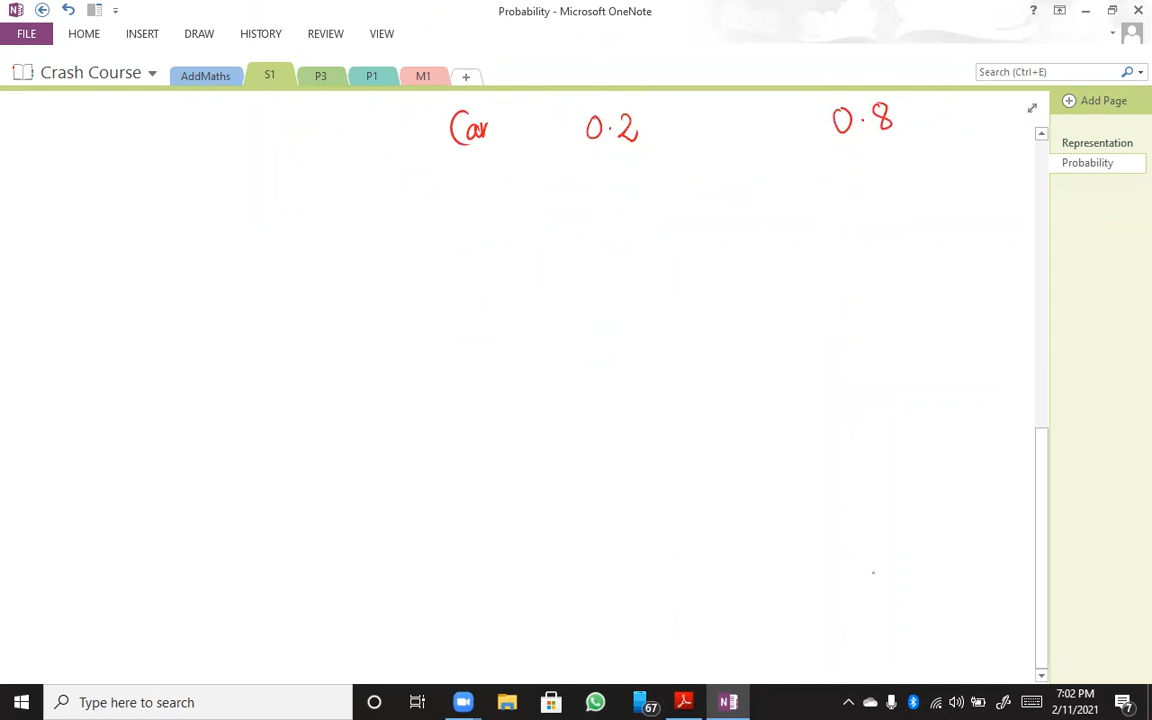 Probability - Microsoft OneNote
?
FILE HOME INSERT DRAW HISTORY REVIEW VIEW
Crash Course AddMaths S1 P3 P1 M1 +
Search (Ctrl+E)
Add Page
Representation
Probability
Car 0.2 0.8
Type here to search
67
7:02 PM
2/11/2021
7